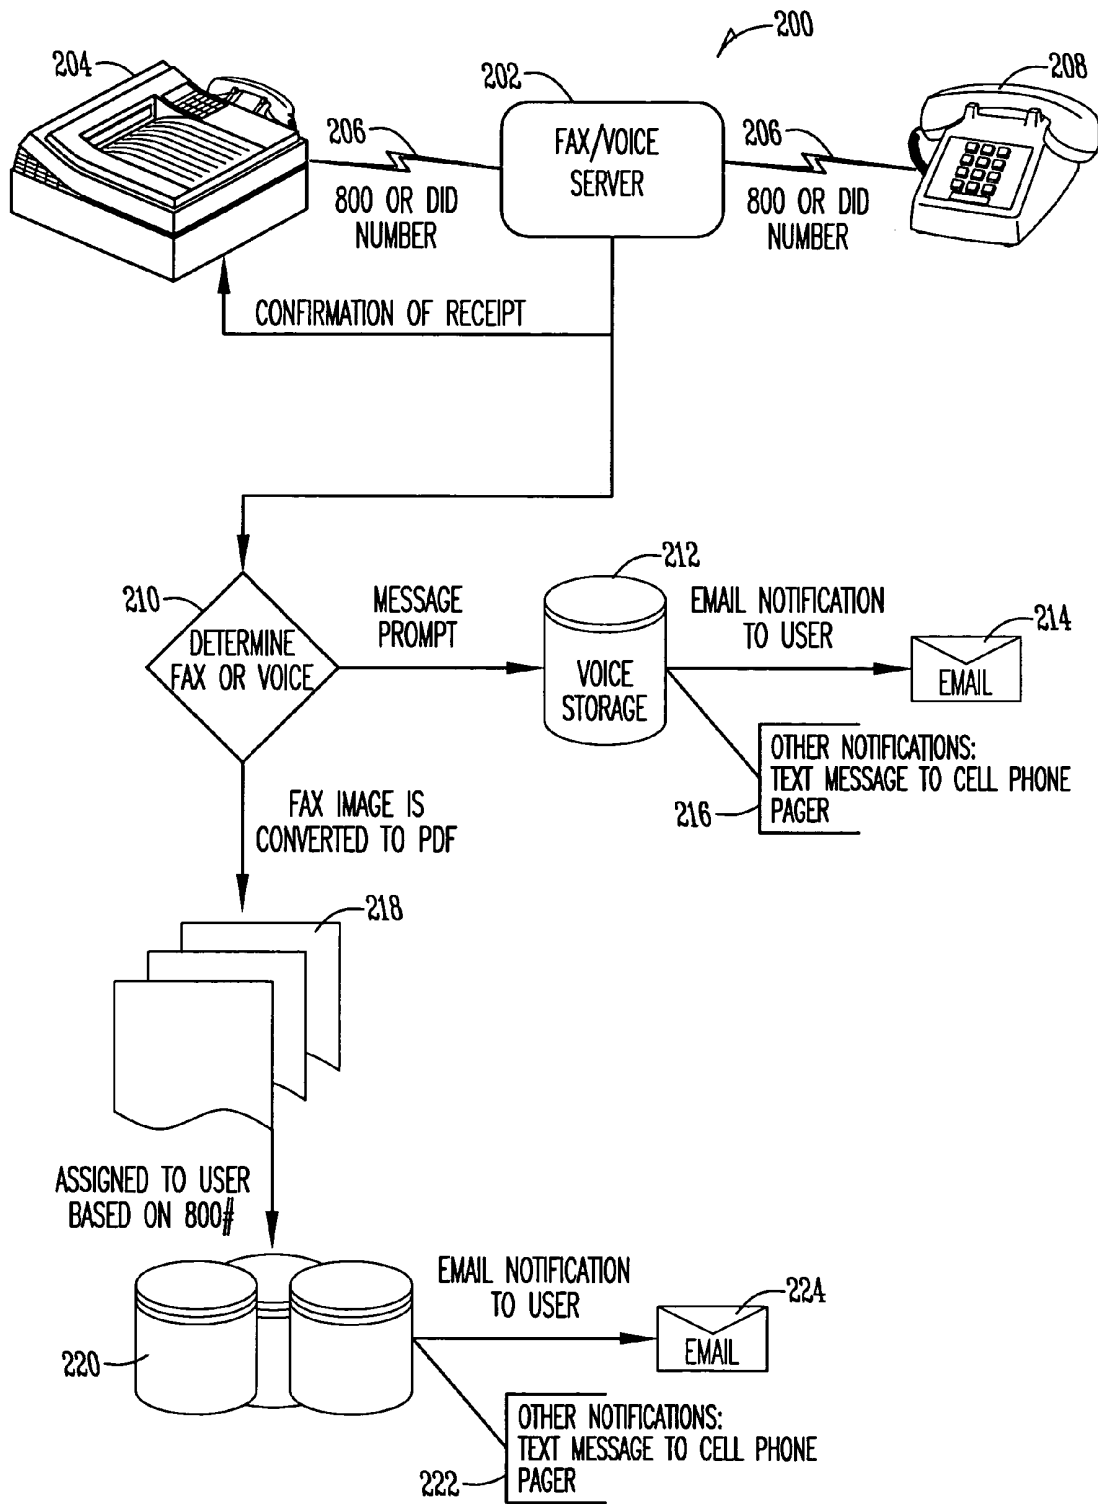 200
204
202
208
206
206
FAX/VOICE
SERVER
800 OR DID
NUMBER
800 OR DID
NUMBER
CONFIRMATION OF RECEIPT
212
210
MESSAGE
PROMPT
EMAIL NOTIFICATION
TO USER
214
DETERMINE
FAX OR VOICE
VOICE
STORAGE
EMAIL
OTHER NOTIFICATIONS:
TEXT MESSAGE TO CELL PHONE
PAGER
216
FAX IMAGE IS
CONVERTED TO PDF
218
ASSIGNED TO USER
BASED ON 800#
EMAIL NOTIFICATION
TO USER
224
220
EMAIL
OTHER NOTIFICATIONS:
TEXT MESSAGE TO CELL PHONE
PAGER
222